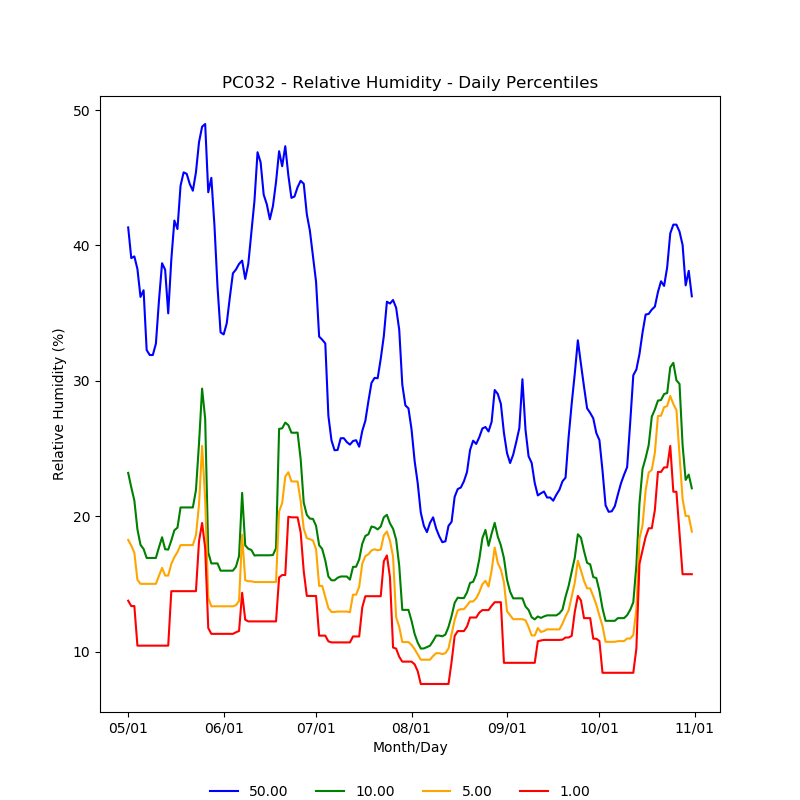 PC032 - Relative Humidity - Daily Percentiles
50
40
30
20
10
Relative Humidity (%)
05/01 06/01 07/01 08/01 09/01 10/01 11/01
Month/Day
50.00 10.00 5.00 1.00